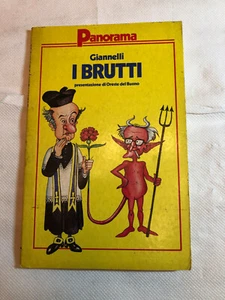 Panorama
Giannelli
I BRUTTI
presentazione di Oreste del Buono